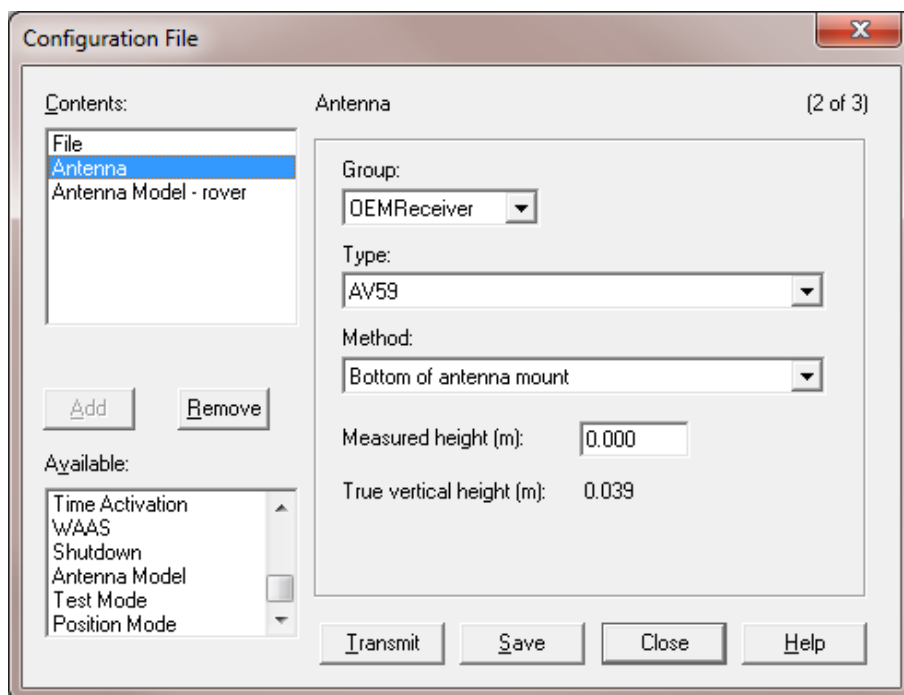 Configuration File
Contents:
File
Antenna
Antenna Model - rover
Add
Remove
Available:
Time Activation
WAAS
Shutdown
Antenna Model
Test Mode
Position Mode
Antenna
(2 of 3)
Group:
OEMReceiver
Type:
AV59
Method:
Bottom of antenna mount
Measured height (m): 0.000
True vertical height (m): 0.039
Transmit
Save
Close
Help